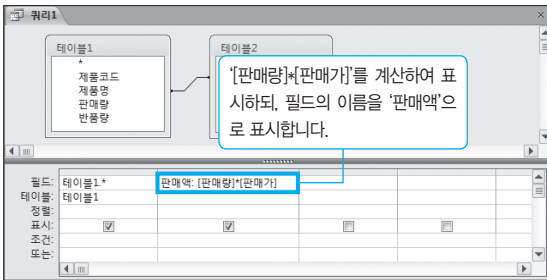 쿼리1
테이블1
*
제품코드
제품명
판매량
반품량
테이블2
'[판매량]*[판매가]'를 계산하여 표
시하되, 필드의 이름을 '판매액'으
로 표시합니다.
필드: 테이블1.* 판매액: [판매량]*[판매가]
테이블: 테이블1
정렬:
표시:
조건:
또는: